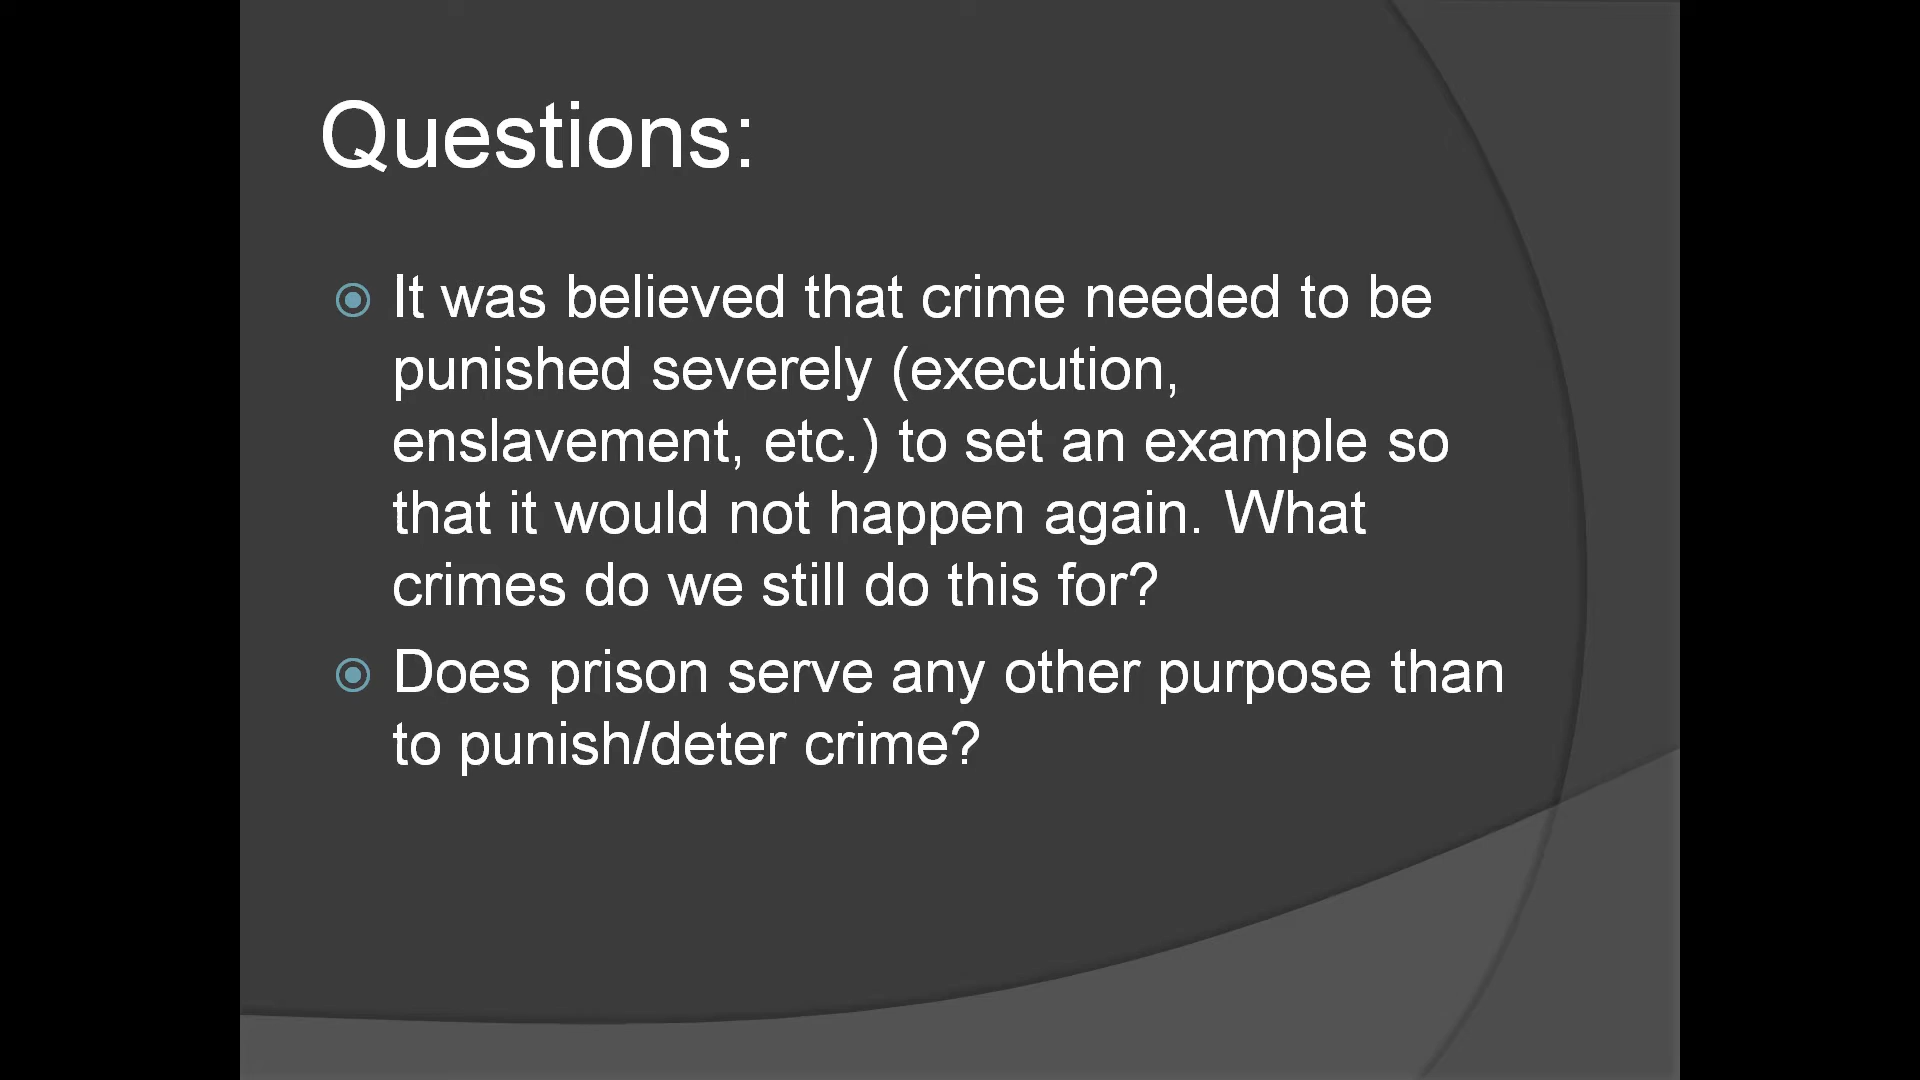 Questions:
It was believed that crime needed to be
punished severely (execution,
enslavement, etc.) to set an example so
that it would not happen again. What
crimes do we still do this for?
Does prison serve any other purpose than
to punish/deter crime?